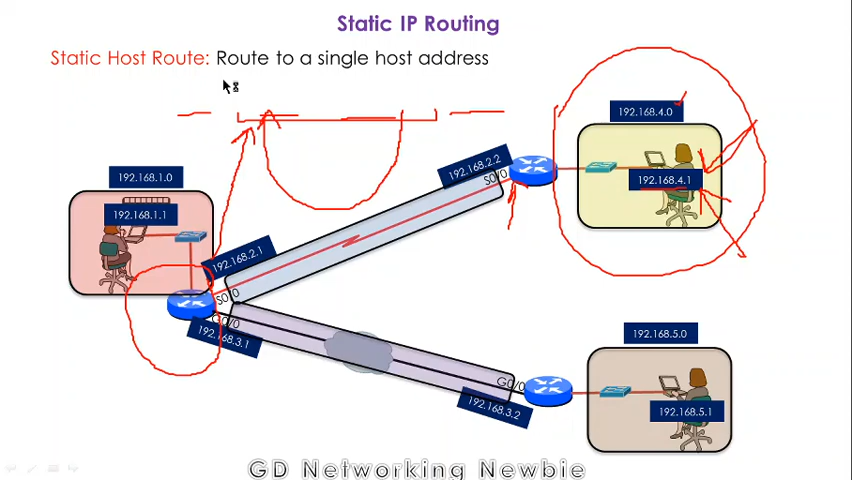 Static IP Routing
Static Host Route: Route to a single host address
192.168.4.0
192.168.2.2
S0/0
192.168.4.1
192.168.1.0
192.168.1.1
192.168.2.1
S0/0
G0/0
192.168.3.1
192.168.5.0
G0/0
192.168.3.2
192.168.5.1
GD Networking Newbie